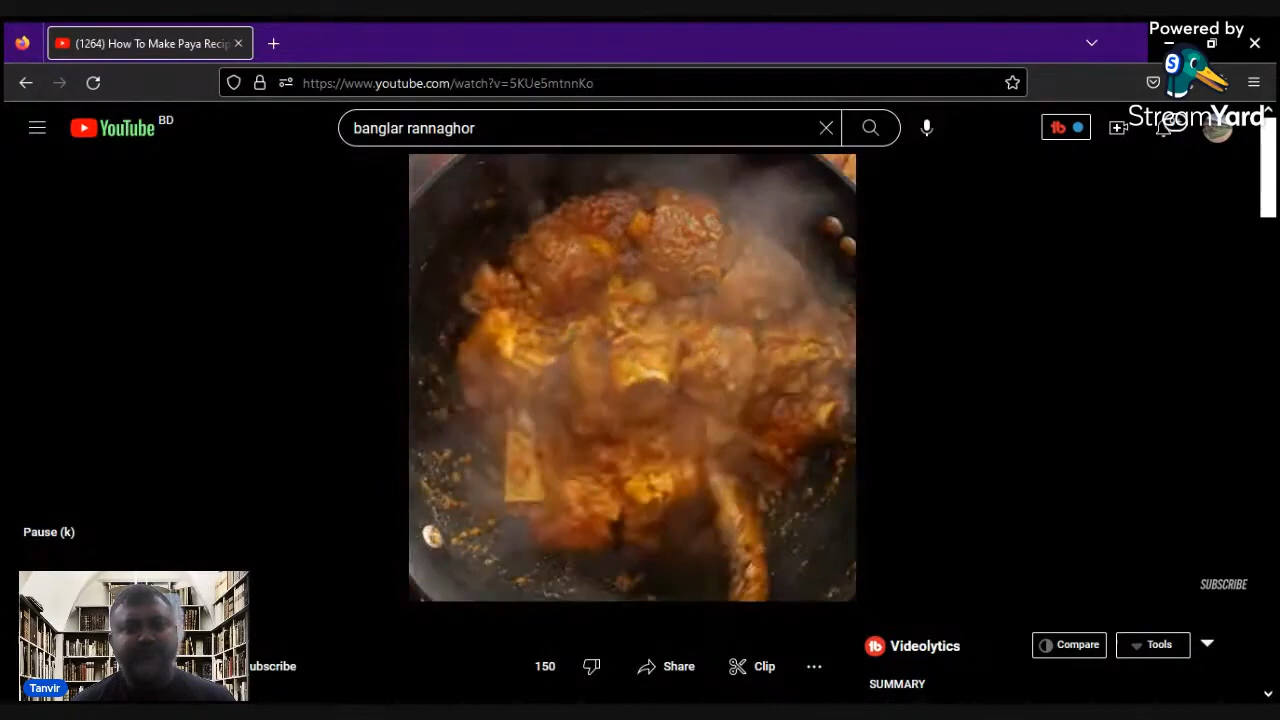 Powered by
StreamYard
(1264) How To Make Paya Recip
https://www.youtube.com/watch?v=5KUe5mtnnKo
YouTube BD
banglar rannaghor
Pause (k)
SUBSCRIBE
ubscribe
150
Share
Clip
Videolytics
Compare
Tools
SUMMARY
Tanvir